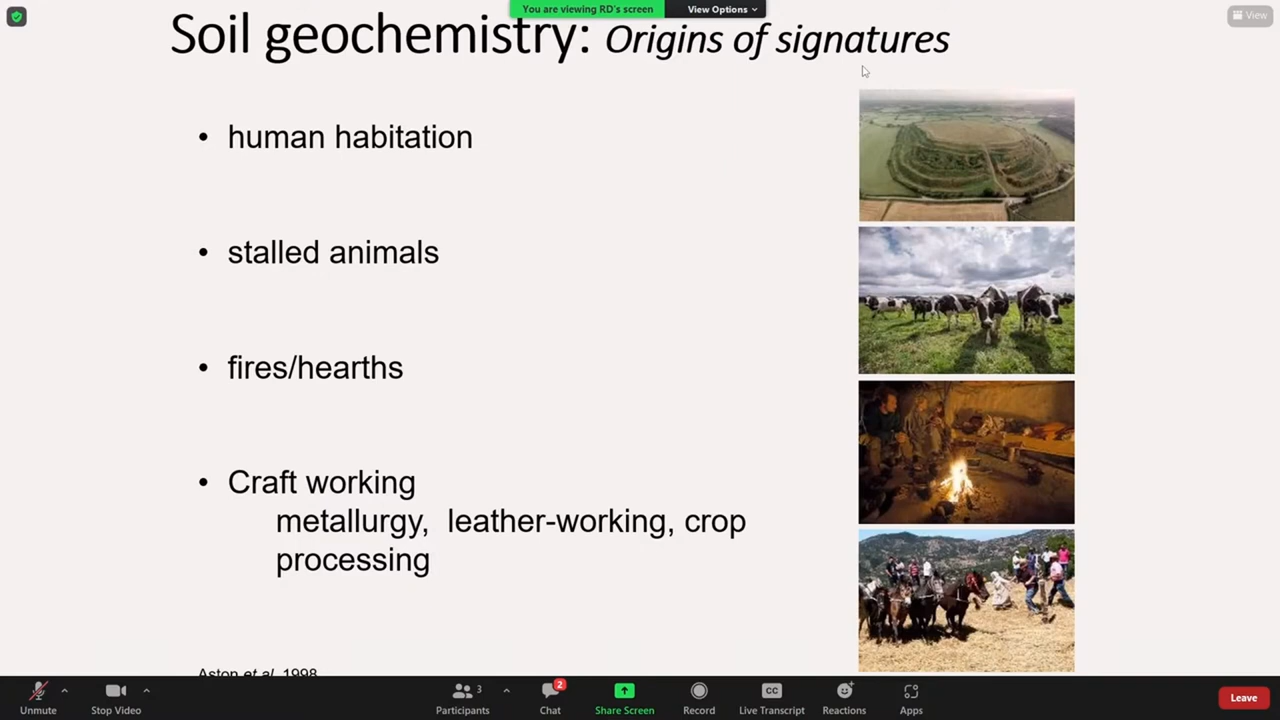 You are viewing RD's screen
View Options
View
Soil geochemistry: Origins of signatures
• human habitation
• stalled animals
• fires/hearths
• Craft working
metallurgy, leather-working, crop
processing
Aston et al. 1998
Unmute
Stop Video
Participants
3
Chat
2
Share Screen
Record
CC
Live Transcript
Reactions
Apps
Leave